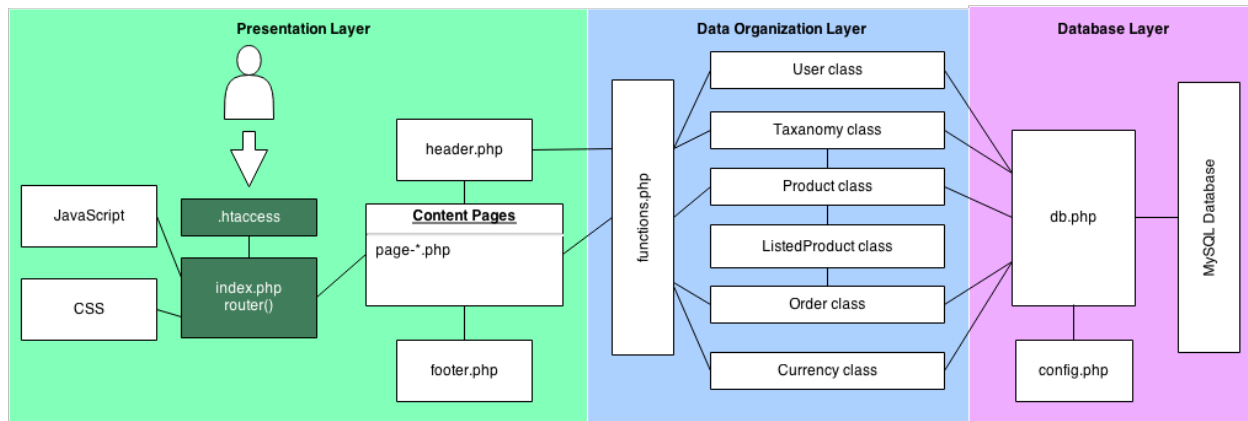 Presentation Layer
JavaScript
CSS
.htaccess
index.php
router()
header.php
Content Pages
page-*.php
footer.php
Data Organization Layer
functions.php
User class
Taxanomy class
Product class
ListedProduct class
Order class
Currency class
Database Layer
db.php
config.php
MySQL Database